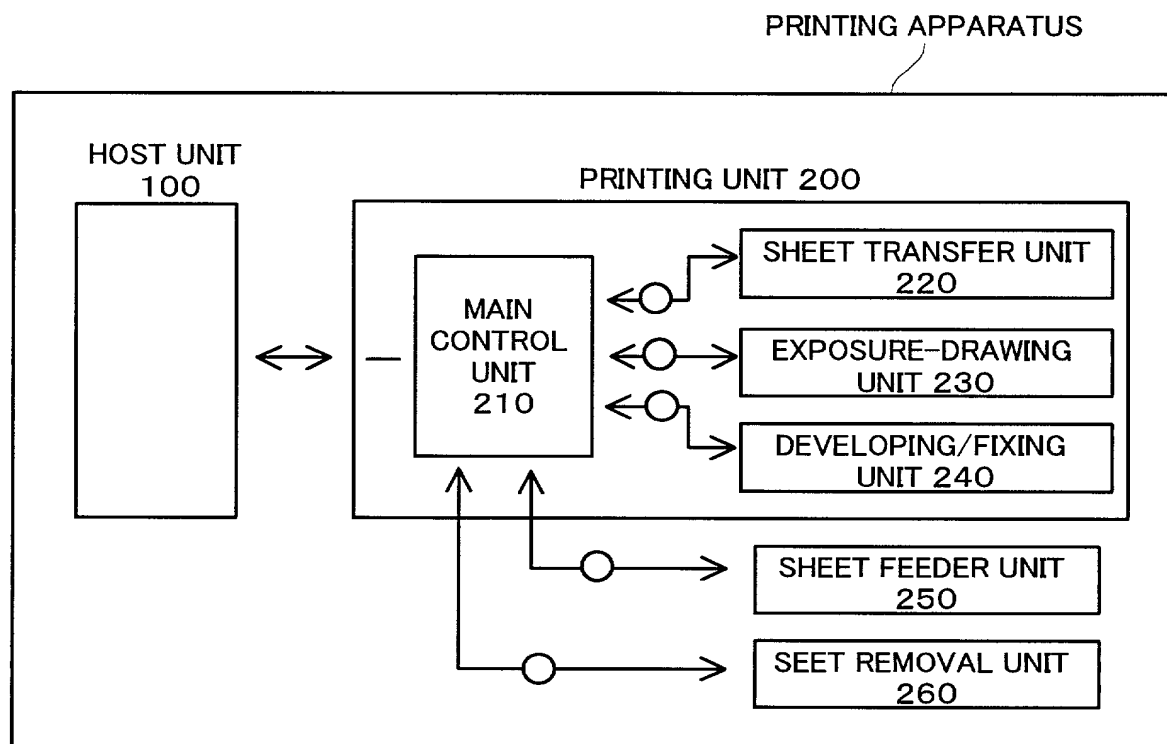 PRINTING APPARATUS
HOST UNIT
100
PRINTING UNIT 200
MAIN
CONTROL
UNIT
210
SHEET TRANSFER UNIT
220
EXPOSURE-DRAWING
UNIT 230
DEVELOPING/FIXING
UNIT 240
SHEET FEEDER UNIT
250
SEET REMOVAL UNIT
260